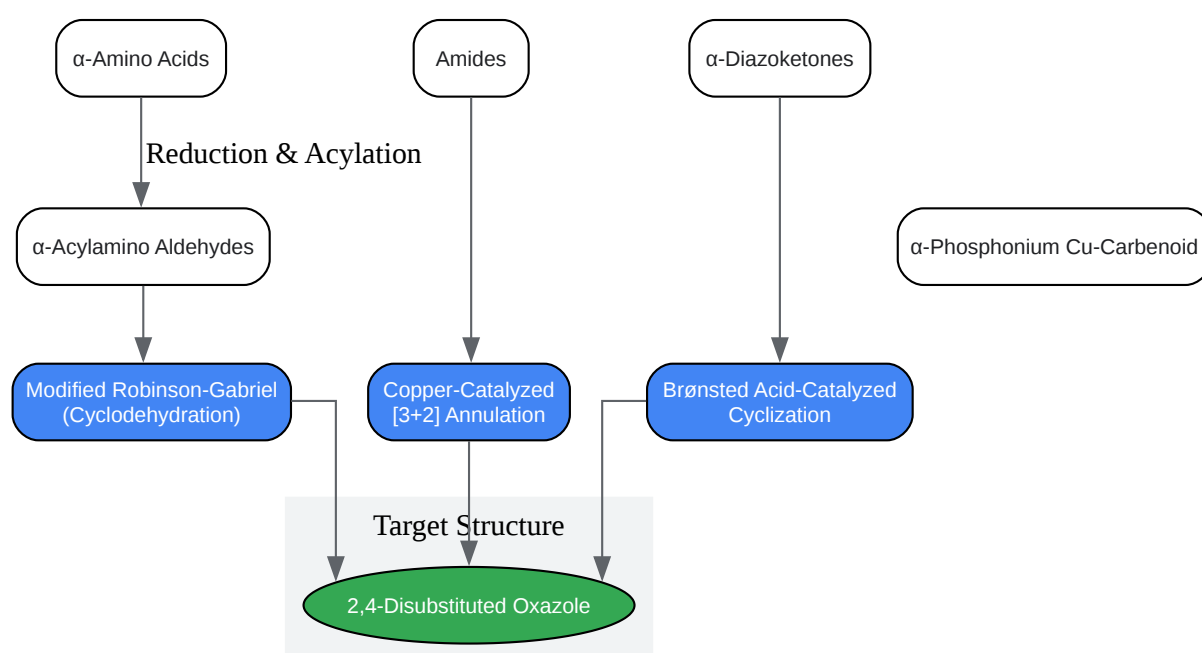 α-Amino Acids
Amides
α-Diazoketones
Reduction & Acylation
α-Acylamino Aldehydes
α-Phosphonium Cu-Carbenoid
Modified Robinson-Gabriel
(Cyclodehydration)
Copper-Catalyzed
[3+2] Annulation
Brønsted Acid-Catalyzed
Cyclization
Target Structure
2,4-Disubstituted Oxazole